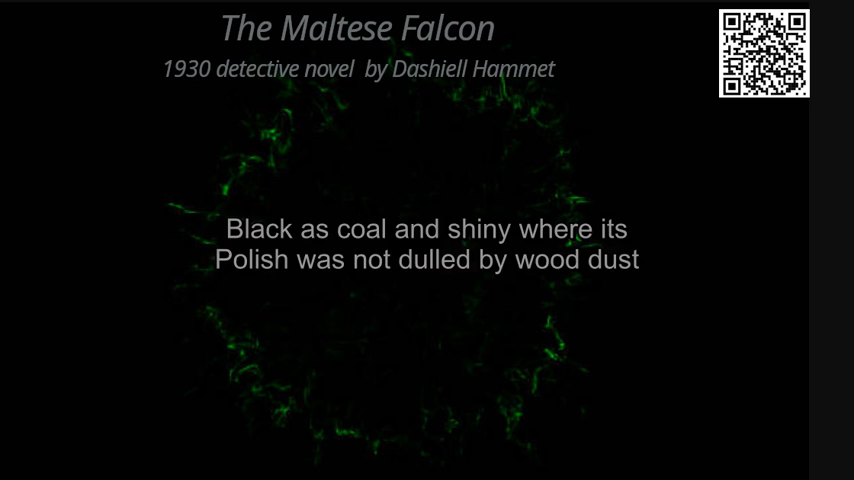 The Maltese Falcon
1930 detective novel by Dashiell Hammet
Black as coal and shiny where its
Polish was not dulled by wood dust